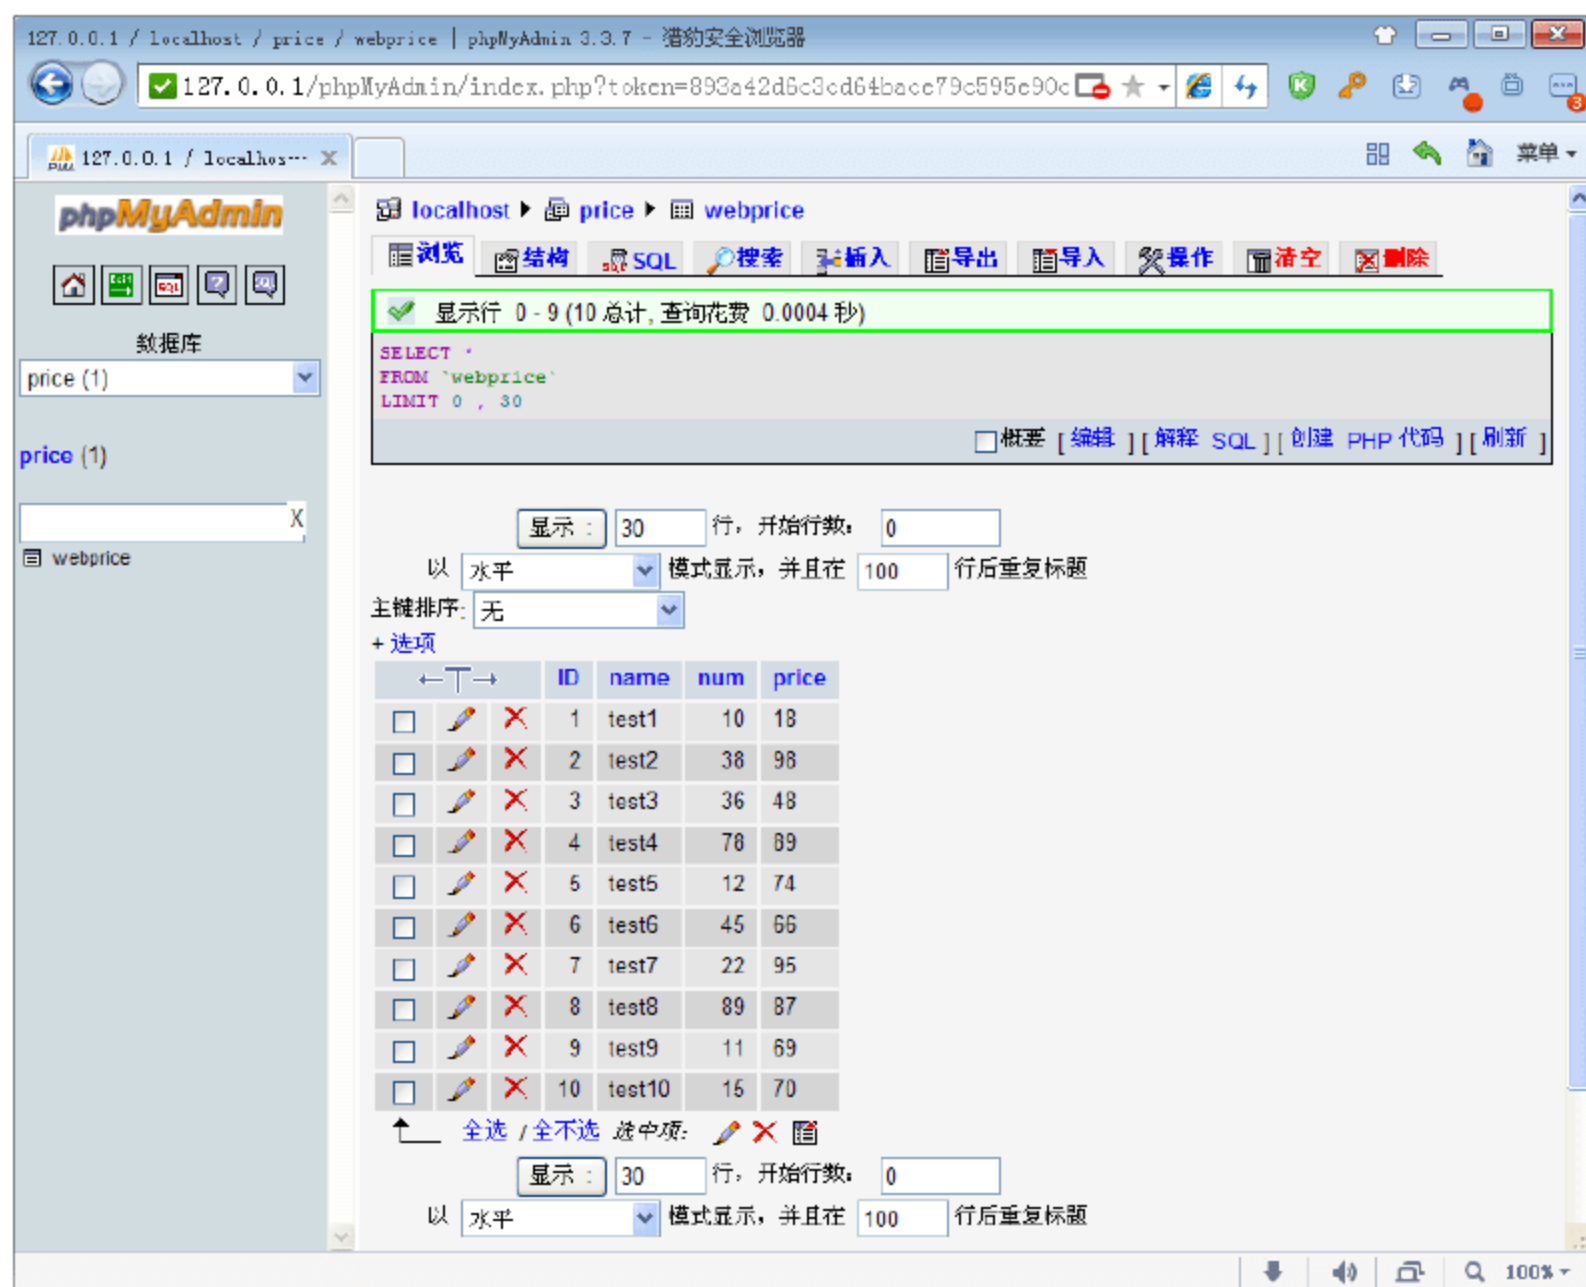 127.0.0.1 / localhost / price / webprice | phpMyAdmin 3.3.7 - 猎豹安全浏览器
127.0.0.1/phpMyAdmin/index.php?token=893a42d6c3cd64bace79c595e90c
127.0.0.1 / localhos… X
菜单
phpMyAdmin
localhost ▶ price ▶ webprice
浏览 结构 SQL 搜索 插入 导出 导入 操作 清空 删除
数据库
price (1)
price (1)
X
webprice
显示行 0 - 9 (10 总计, 查询花费 0.0004 秒)
SELECT *
FROM `webprice`
LIMIT 0 , 30
概要 [ 编辑 ] [ 解释 SQL ] [ 创建 PHP 代码 ] [ 刷新 ]
显示 : 30 行，开始行数: 0
以 水平 模式显示，并且在 100 行后重复标题
主键排序: 无
+ 选项
←T→ ID name num price
1 test1 10 18
2 test2 38 98
3 test3 36 48
4 test4 78 89
5 test5 12 74
6 test6 45 66
7 test7 22 95
8 test8 89 87
9 test9 11 69
10 test10 15 70
全选 / 全不选 选中项:
显示 : 30 行，开始行数: 0
以 水平 模式显示，并且在 100 行后重复标题
100%